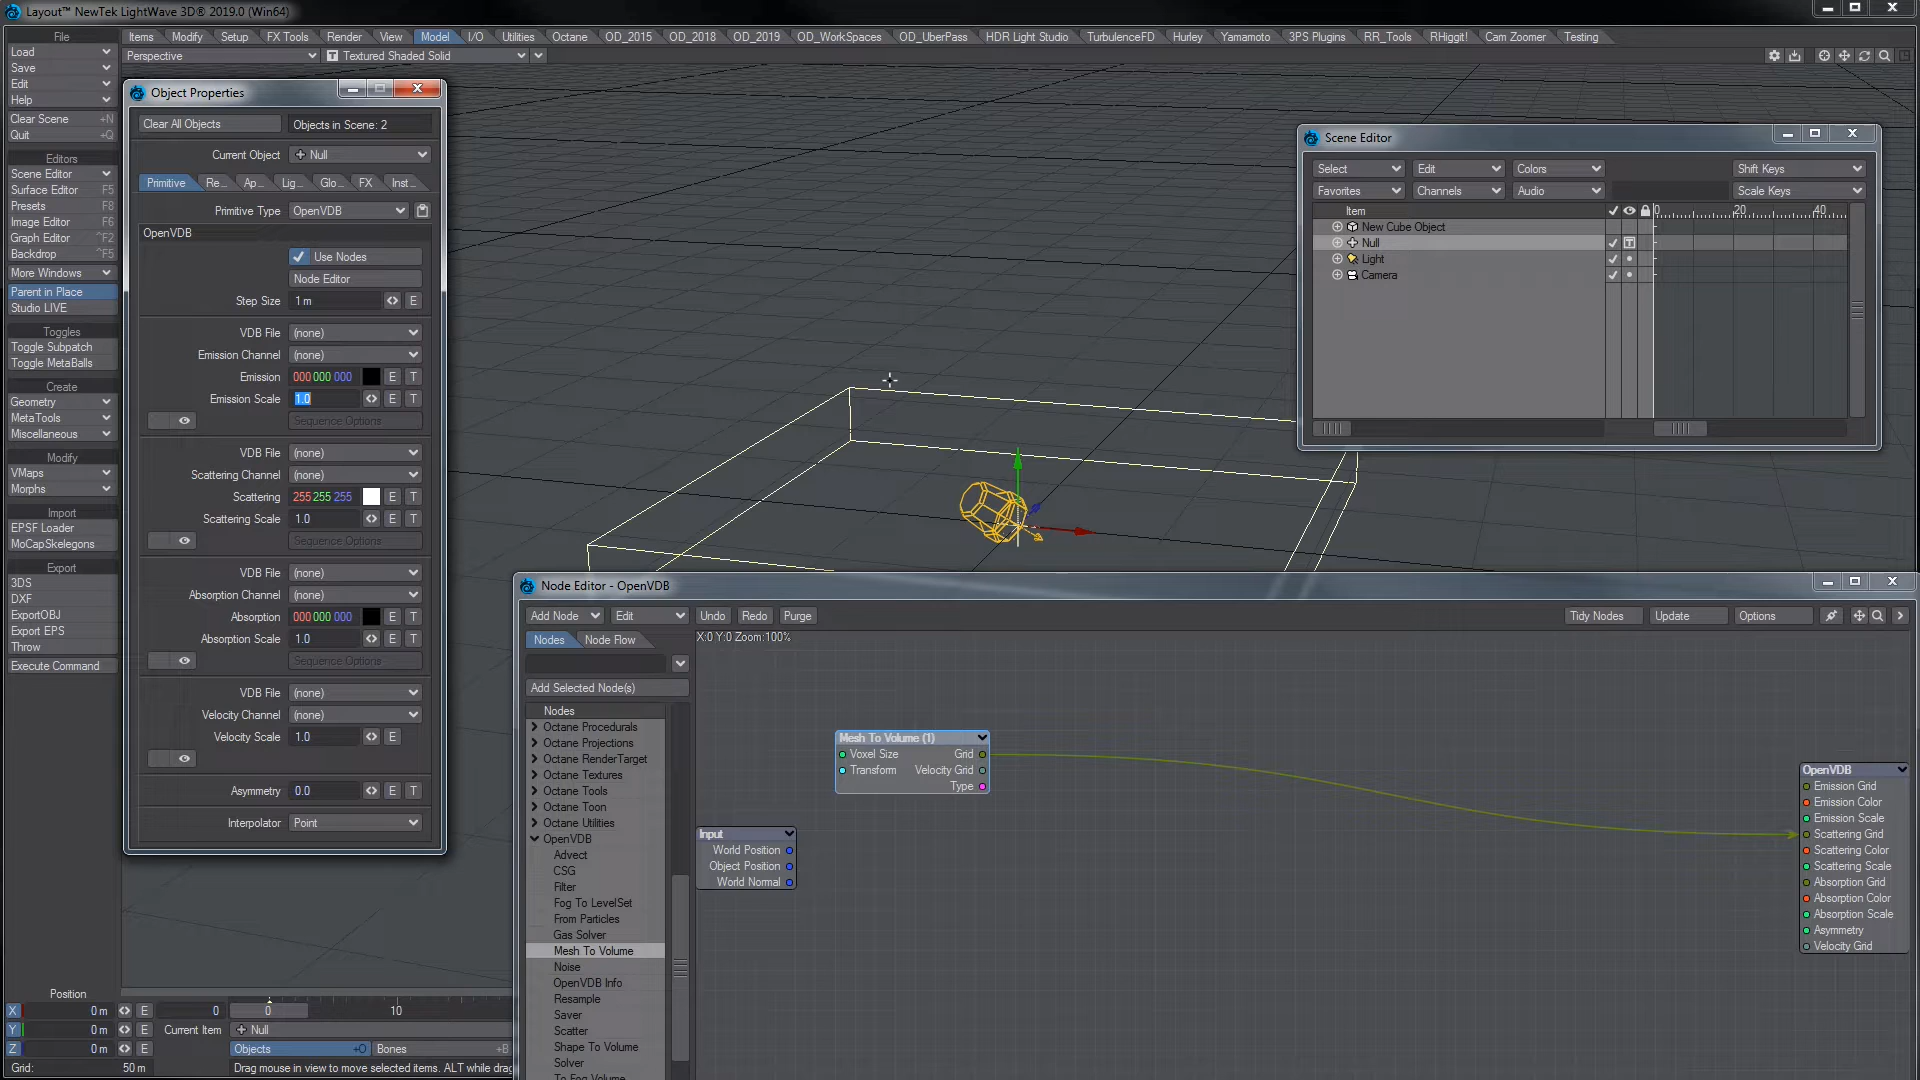 Layout™ NewTek LightWave 3D® 2019.0 (Win64)
File
Items Modify Setup FX Tools Render View Model I/O Utilities Octane OD_2015 OD_2018 OD_2019 OD_WorkSpaces OD_UberPass HDR Light Studio TurbulenceFD Hurley Yamamoto 3PS Plugins RR_Tools RHiggit! Cam Zoomer Testing
Load
Perspective
T Textured Shaded Solid
Save
Edit
Help
Clear Scene +N
Quit +Q
Editors
Scene Editor
Surface Editor F5
Presets F8
Image Editor F6
Graph Editor ^F2
Backdrop ^F5
More Windows
Parent in Place
Studio LIVE
Toggles
Toggle Subpatch
Toggle MetaBalls
Create
Geometry
MetaTools
Miscellaneous
Modify
VMaps
Morphs
Import
EPSF Loader
MoCapSkelegons
Export
3DS
DXF
ExportOBJ
Export EPS
Throw
Execute Command
Object Properties
Clear All Objects Objects in Scene: 2
Current Object Null
Primitive Re... Ap... Lig... Glo... FX Inst...
Primitive Type OpenVDB
OpenVDB
Use Nodes
Node Editor
Step Size 1 m E
VDB File (none)
Emission Channel (none)
Emission 000 000 000 E T
Emission Scale 1.0 E T
Sequence Options
VDB File (none)
Scattering Channel (none)
Scattering 255 255 255 E T
Scattering Scale 1.0 E T
Sequence Options
VDB File (none)
Absorption Channel (none)
Absorption 000 000 000 E T
Absorption Scale 1.0 E T
Sequence Options
VDB File (none)
Velocity Channel (none)
Velocity Scale 1.0 E
Asymmetry 0.0 E T
Interpolator Point
Scene Editor
Select Edit Colors Shift Keys
Favorites Channels Audio Scale Keys
Item 0 20 40
New Cube Object
Null T
Light
Camera
Node Editor - OpenVDB
Add Node Edit Undo Redo Purge Tidy Nodes Update Options
Nodes Node Flow
X:0 Y:0 Zoom:100%
Add Selected Node(s)
Nodes
Octane Procedurals
Octane Projections
Octane RenderTarget
Octane Textures
Octane Tools
Octane Toon
Octane Utilities
OpenVDB
Advect
CSG
Filter
Fog To LevelSet
From Particles
Gas Solver
Mesh To Volume
Noise
OpenVDB Info
Resample
Saver
Scatter
Shape To Volume
Solver
To Fog Volume
Mesh To Volume (1)
Voxel Size Grid
Transform Velocity Grid
Type
Input
World Position
Object Position
World Normal
OpenVDB
Emission Grid
Emission Color
Emission Scale
Scattering Grid
Scattering Color
Scattering Scale
Absorption Grid
Absorption Color
Absorption Scale
Asymmetry
Velocity Grid
Position
X 0 m E 0 0 10
Y 0 m E Current Item Null
Z 0 m E Objects +O Bones +B
Grid: 50 m Drag mouse in view to move selected items. ALT while drag